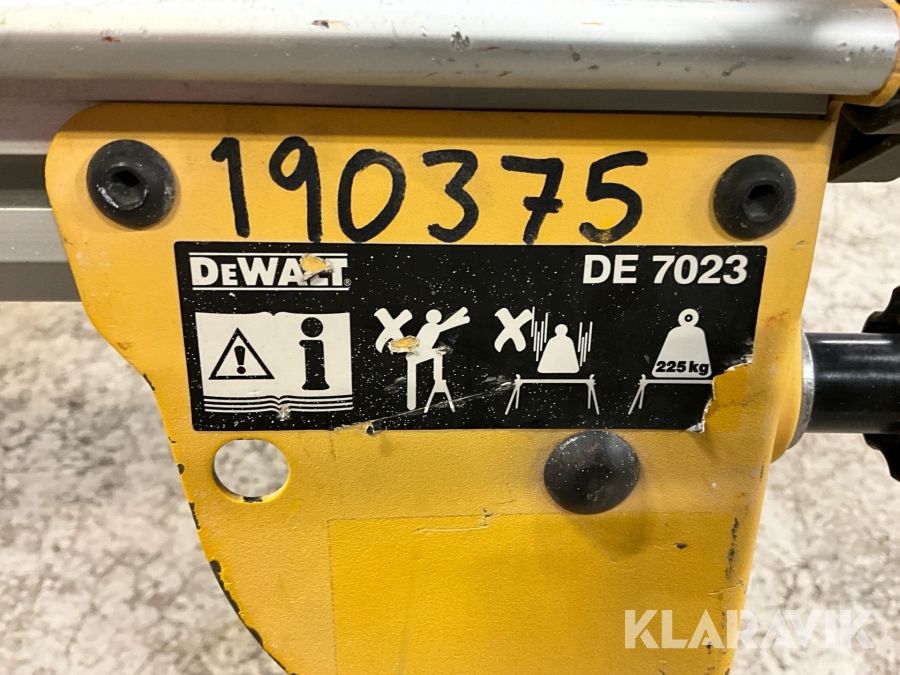 190375
DEWALT® DE 7023
! i
225 kg
KLARAVIK